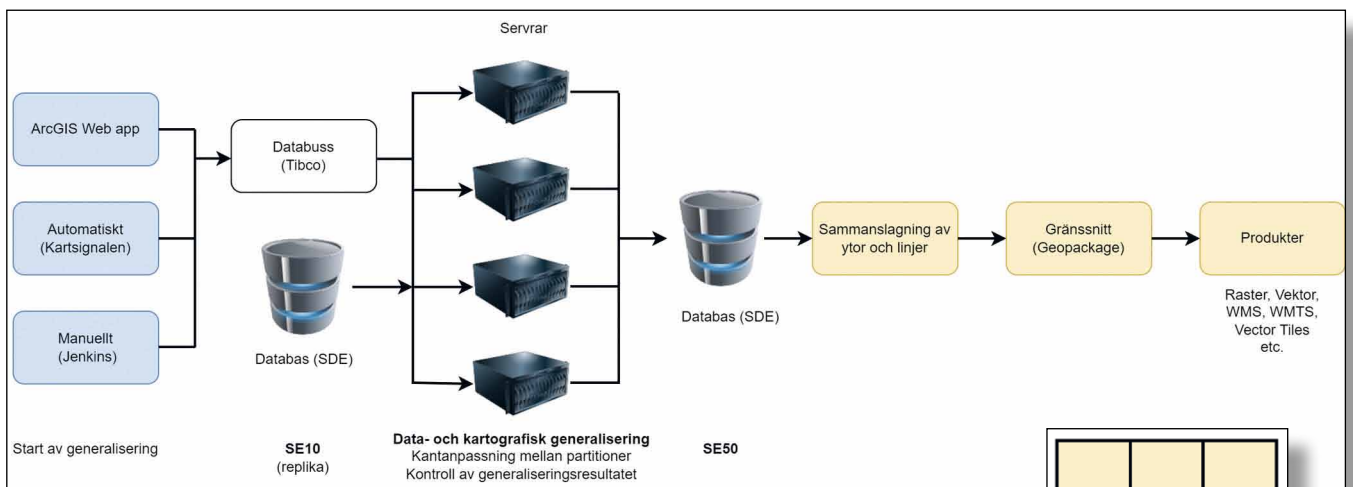 Servrar
ArcGIS Web app
Automatiskt
(Kartsignalen)
Manuellt
(Jenkins)
Start av generalisering
Databuss
(Tibco)
Databas (SDE)
SE10
(replika)
Data- och kartografisk generalisering
Kantanpassning mellan partitioner
Kontroll av generaliseringsresultatet
Databas (SDE)
SE50
Sammanslagning av
ytor och linjer
Gränssnitt
(Geopackage)
Produkter
Raster, Vektor,
WMS, WMTS,
Vector Tiles
etc.